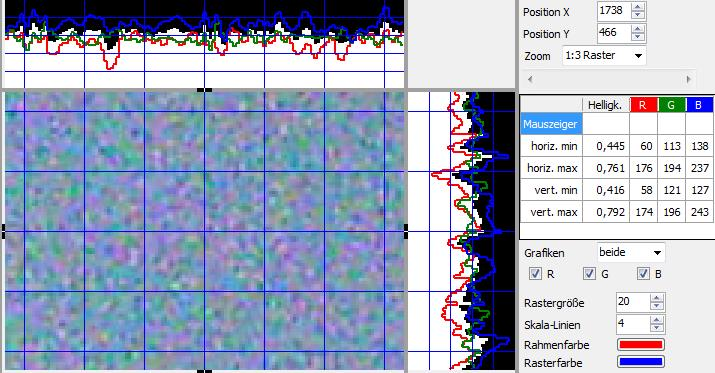 Position X 1738
Position Y 466
Zoom 1:3 Raster
Helligk. R G B
Mauszeiger
horiz. min 0,445 60 113 138
horiz. max 0,761 176 194 237
vert. min 0,416 58 121 127
vert. max 0,792 174 196 243
Grafiken beide
R G B
Rastergröße 20
Skala-Linien 4
Rahmenfarbe
Rasterfarbe